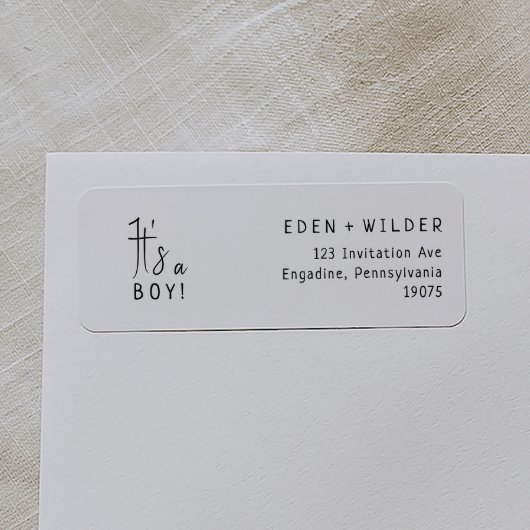 It's a
BOY!
EDEN + WILDER
123 Invitation Ave
Engadine, Pennsylvania
19075